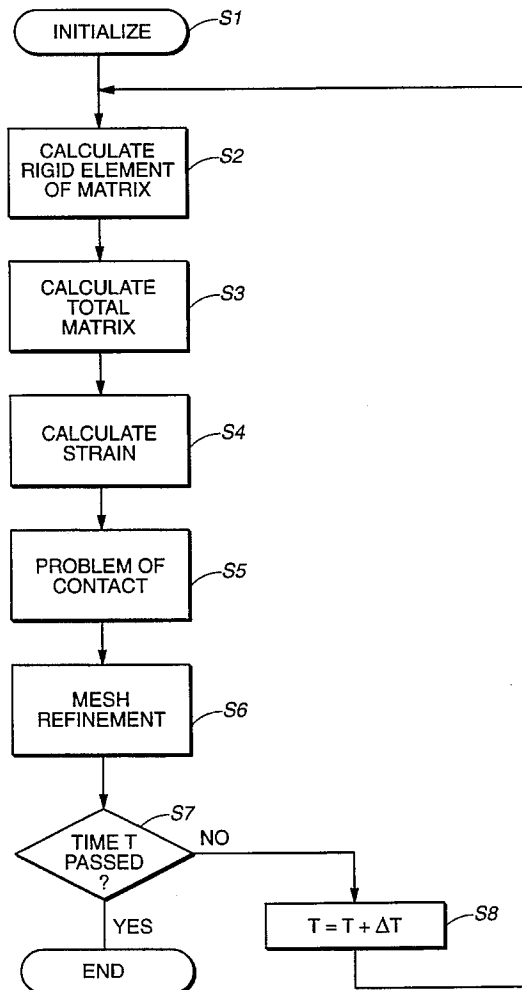 INITIALIZE
S1
CALCULATE
RIGID ELEMENT
OF MATRIX
S2
CALCULATE
TOTAL
MATRIX
S3
CALCULATE
STRAIN
S4
PROBLEM OF
CONTACT
S5
MESH
REFINEMENT
S6
S7
TIME T
PASSED
?
NO
YES
T = T + ΔT
S8
END